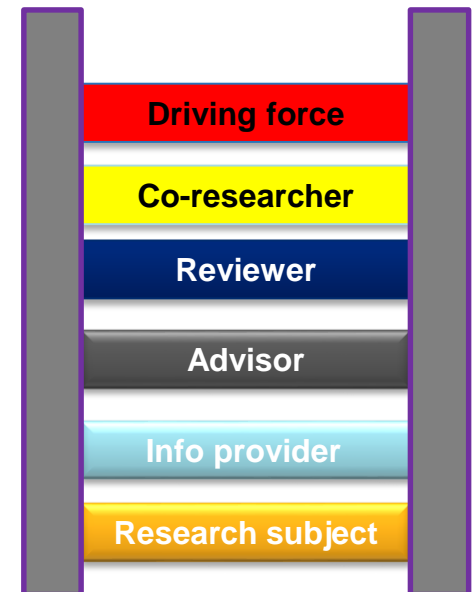 Driving force
Co-researcher
Reviewer
Advisor
Info provider
Research subject